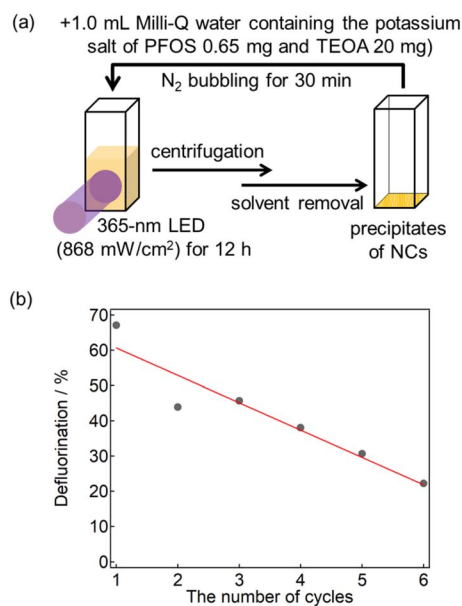 (a)
+1.0 mL Milli-Q water containing the potassium
salt of PFOS 0.65 mg and TEOA 20 mg)
N₂ bubbling for 30 min
centrifugation
solvent removal
365-nm LED
(868 mW/cm²) for 12 h
precipitates
of NCs
(b)
Defluorination / %
70
60
50
40
30
20
10
0
1 2 3 4 5 6
The number of cycles